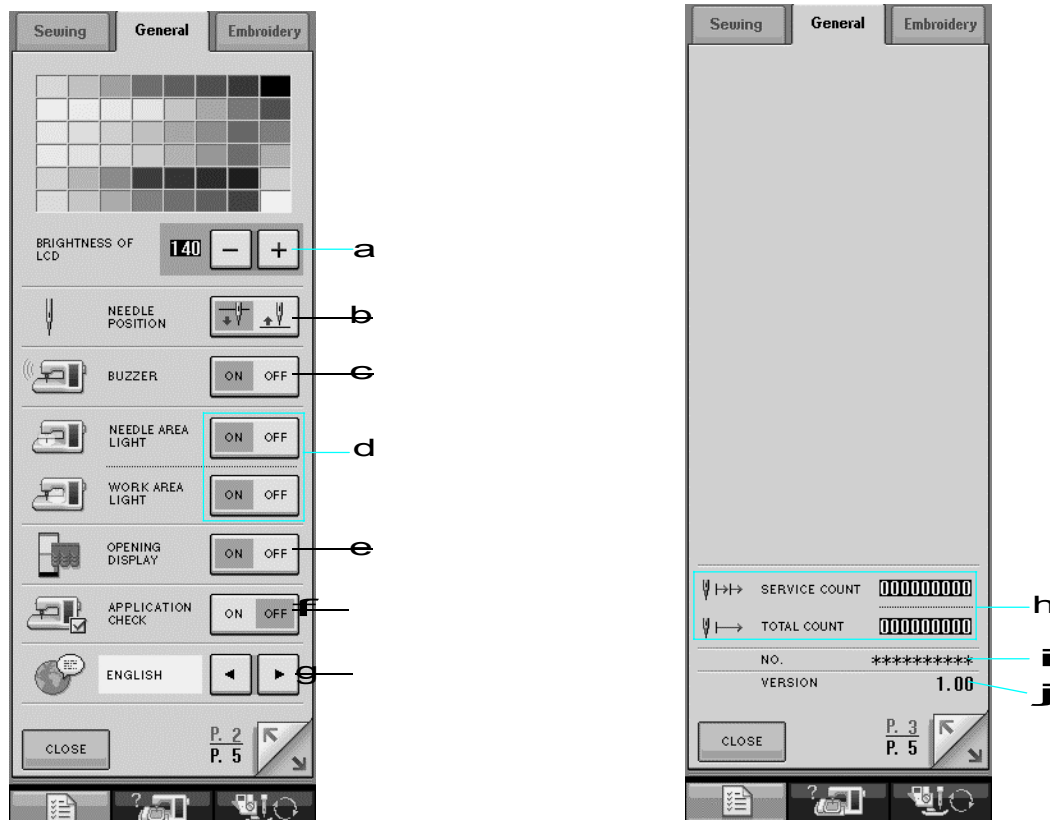 Sewing General Embroidery
BRIGHTNESS OF
LCD
140 - +
a
NEEDLE
POSITION
b
BUZZER
ON OFF
c
NEEDLE AREA
LIGHT
ON OFF
d
WORK AREA
LIGHT
ON OFF
OPENING
DISPLAY
ON OFF
e
APPLICATION
CHECK
ON OFF
f
ENGLISH
g
CLOSE
P. 2
P. 5
?
Sewing General Embroidery
SERVICE COUNT 000000000
h
TOTAL COUNT 000000000
NO. **********
i
VERSION 1.00
j
CLOSE
P. 3
P. 5
?